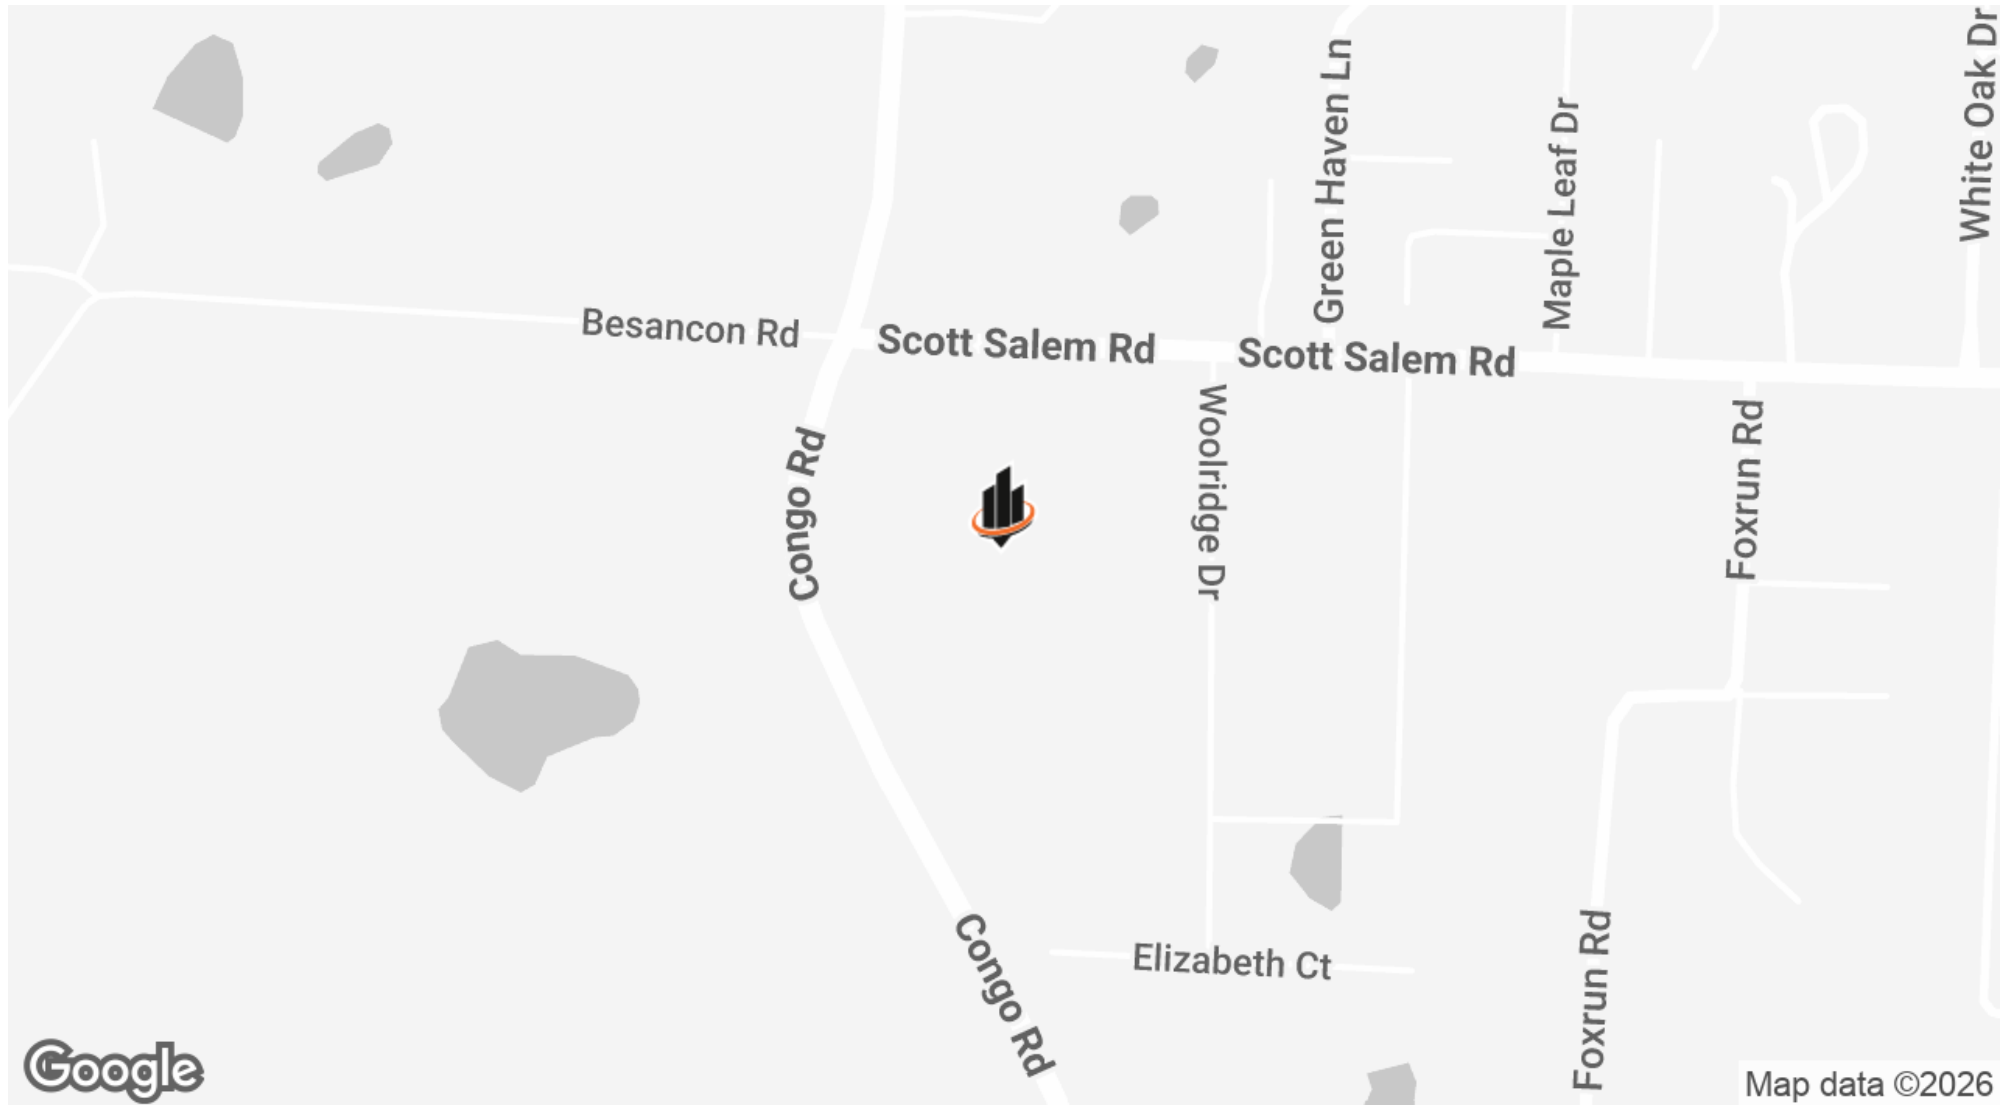 White Oak Dr
Green Haven Ln
Maple Leaf Dr
Besancon Rd
Scott Salem Rd
Scott Salem Rd
Woolridge Dr
Foxrun Rd
Congo Rd
Elizabeth Ct
Congo Rd
Foxrun Rd
Google
Map data ©2026